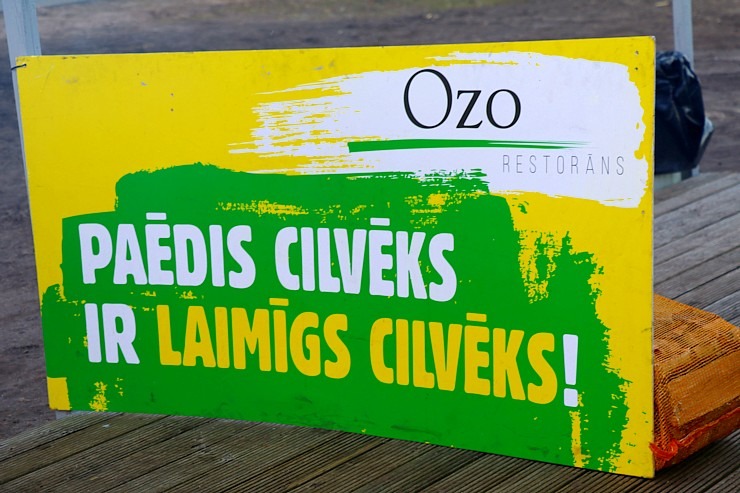 Ozo
RESTORĀNS
PAĒDIS CILVĒKS
IR LAIMĪGS CILVĒKS!